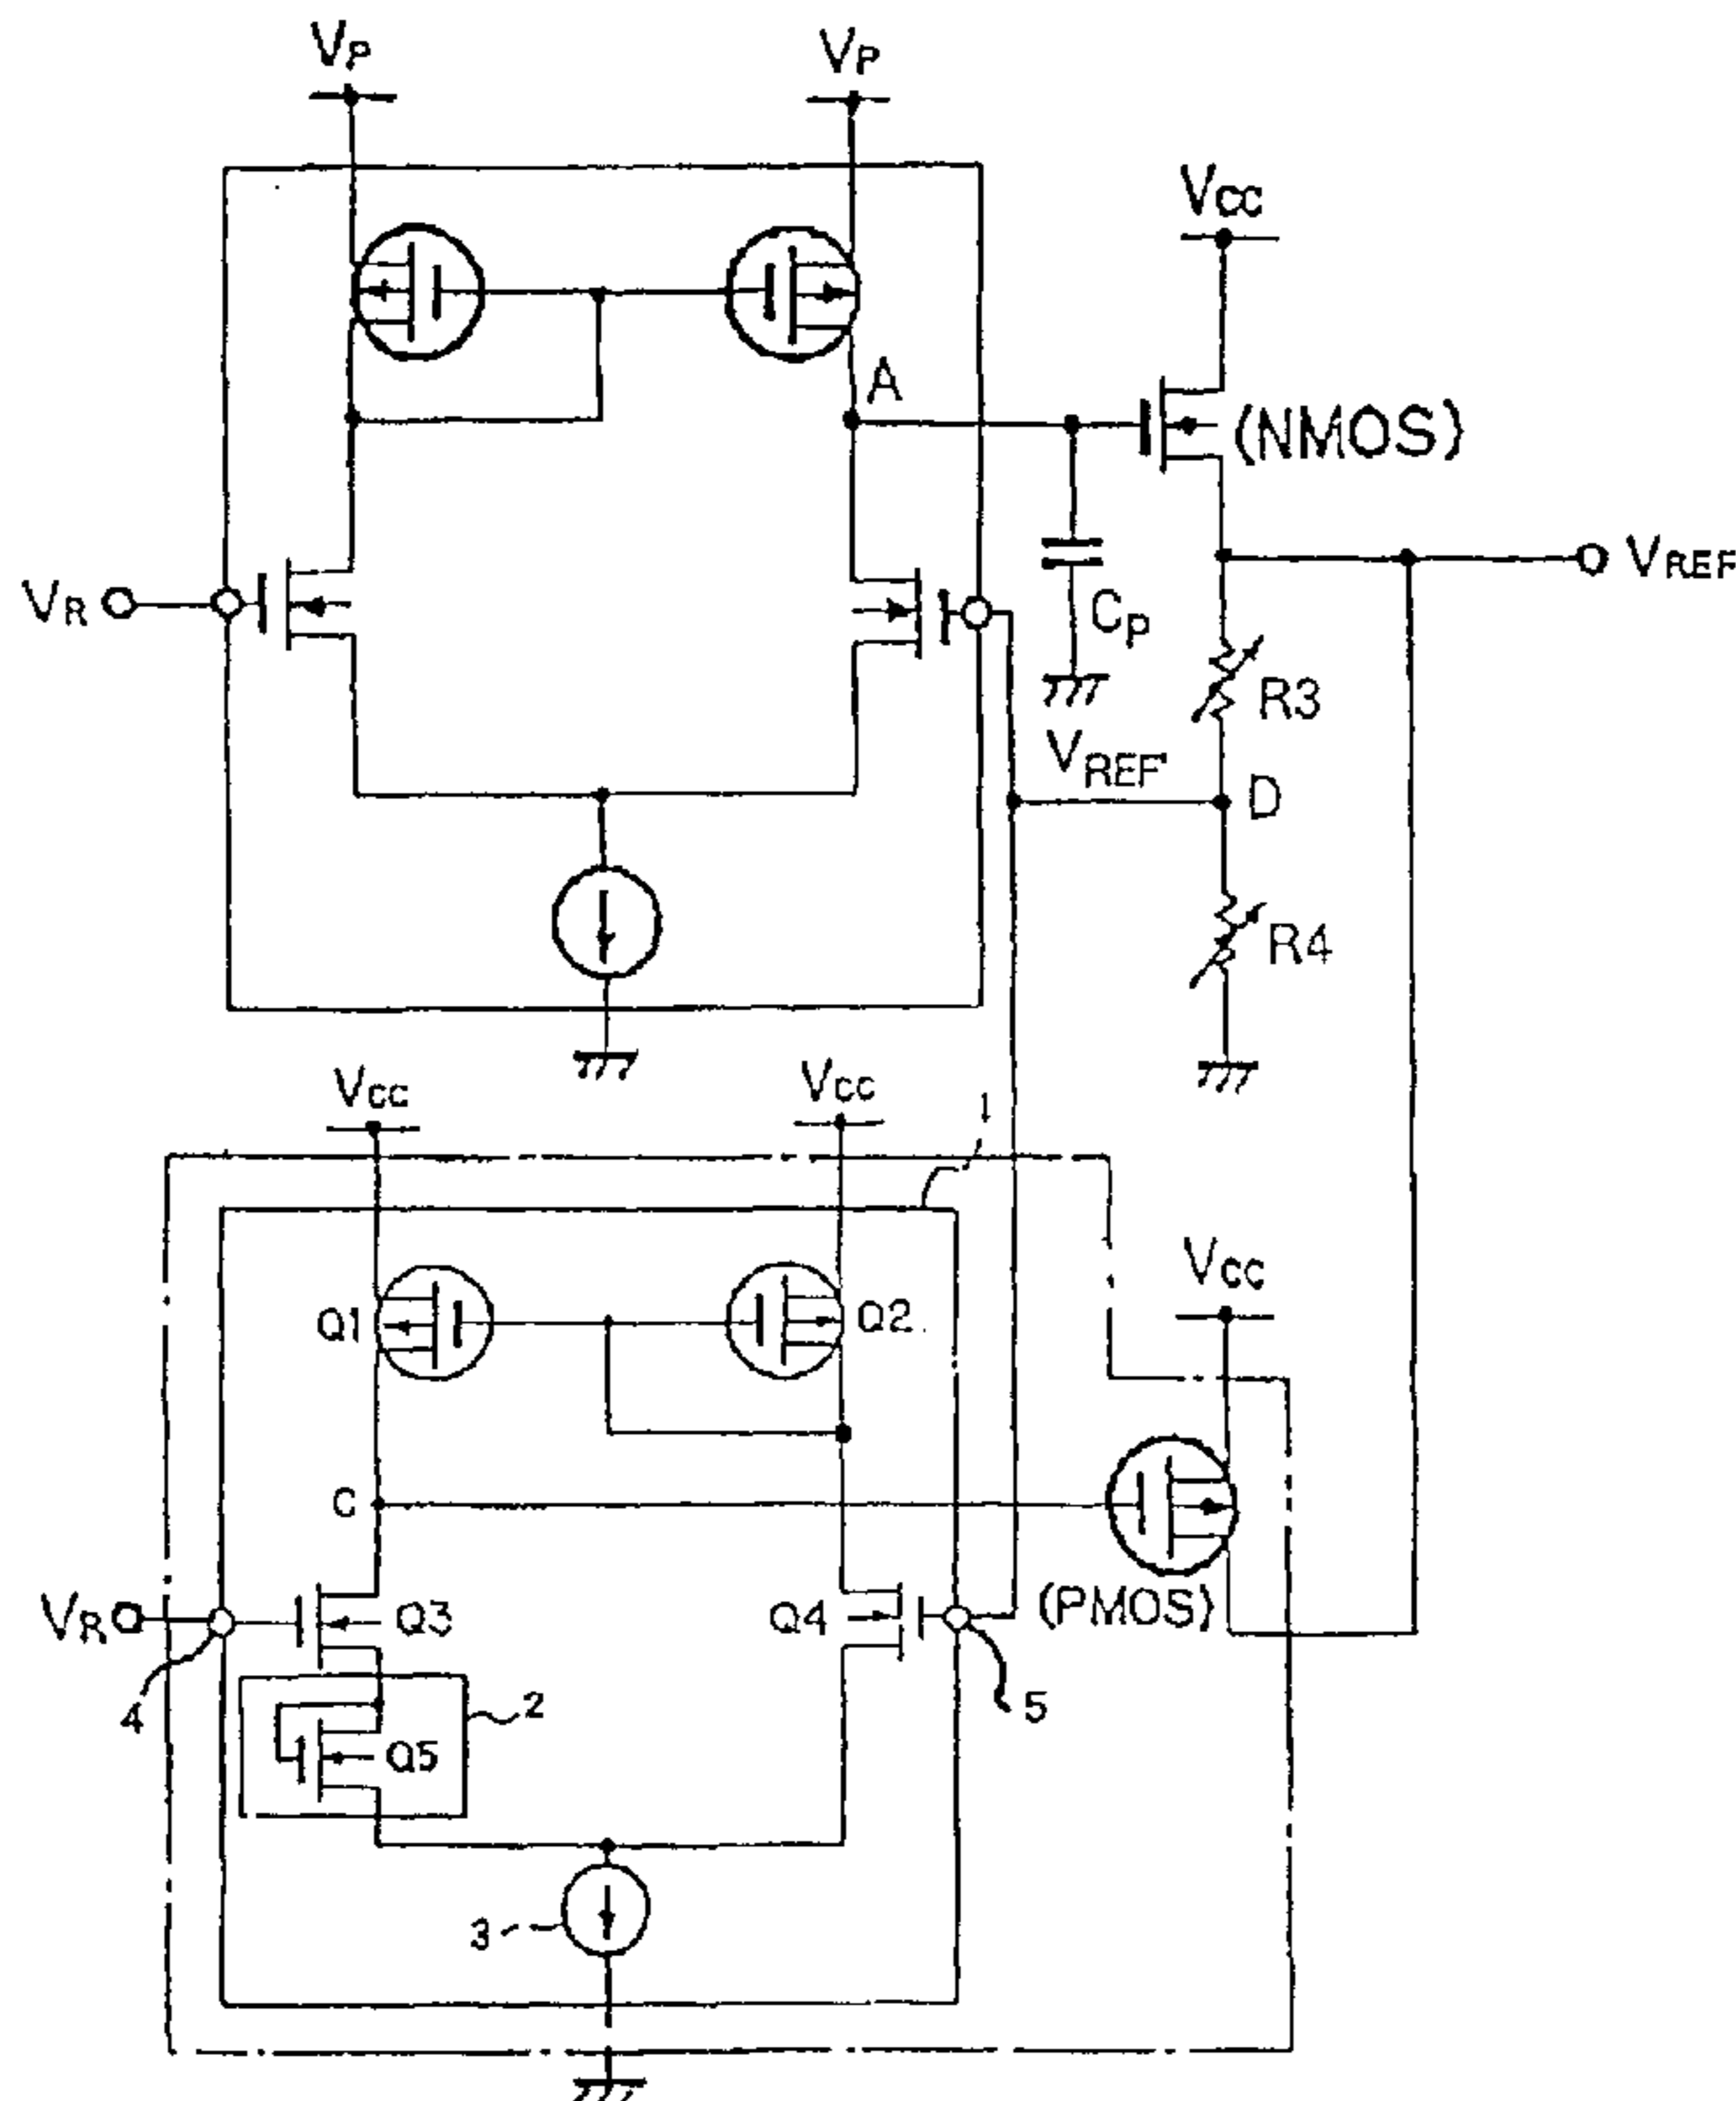 VP
VP
VCC
A
(NMOS)
VR
VREF
CP
R3
VREF'
D
R4
VCC
VCC
1
VCC
Q1
Q2
C
(PMOS)
VR
Q3
Q4
4
2
5
Q5
3